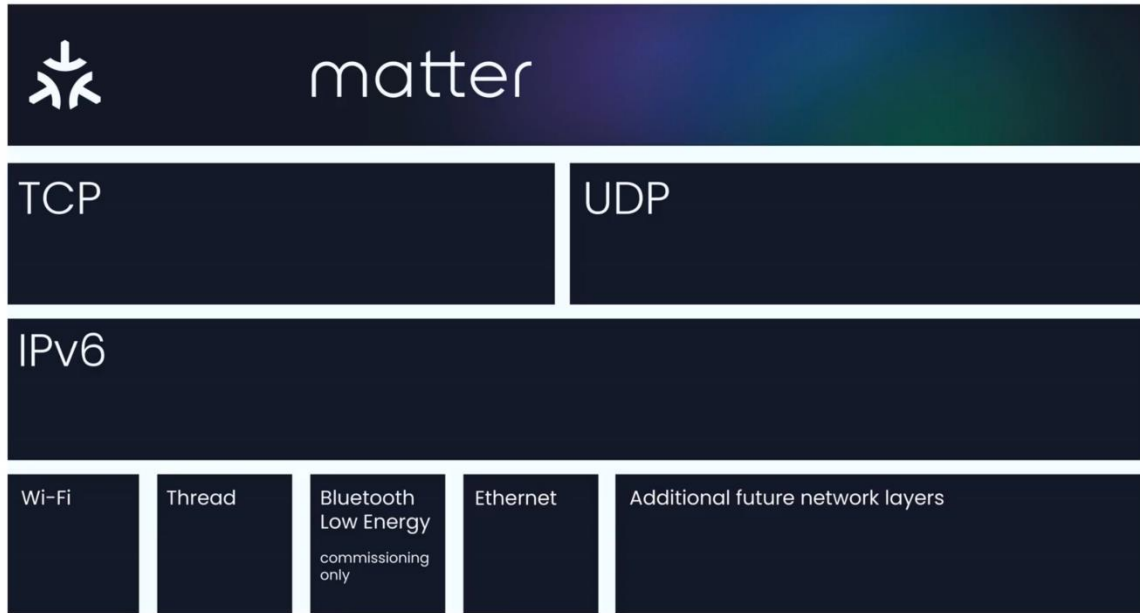 matter
TCP
UDP
IPv6
Wi-Fi
Thread
Bluetooth
Low Energy
commissioning
only
Ethernet
Additional future network layers